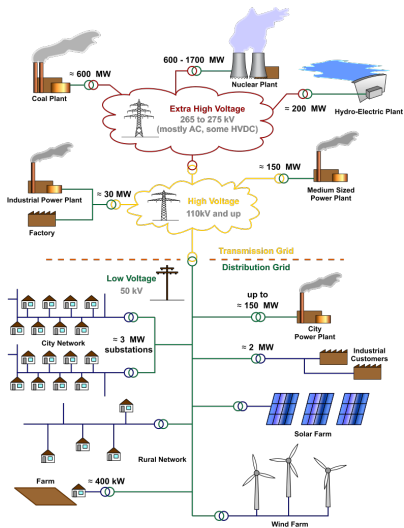 600 - 1700 MW
≈ 600 MW
Nuclear Plant
Coal Plant
Extra High Voltage
265 to 275 kV
(mostly AC, some HVDC)
≈ 200 MW
Hydro-Electric Plant
≈ 150 MW
≈ 30 MW
High Voltage
110kV and up
Industrial Power Plant
Medium Sized
Power Plant
Factory
Transmission Grid
Distribution Grid
Low Voltage
50 kV
up to
≈ 150 MW
City
Power Plant
City Network
≈ 3 MW
substations
≈ 2 MW
Industrial
Customers
Solar Farm
Rural Network
Farm
≈ 400 kW
Wind Farm